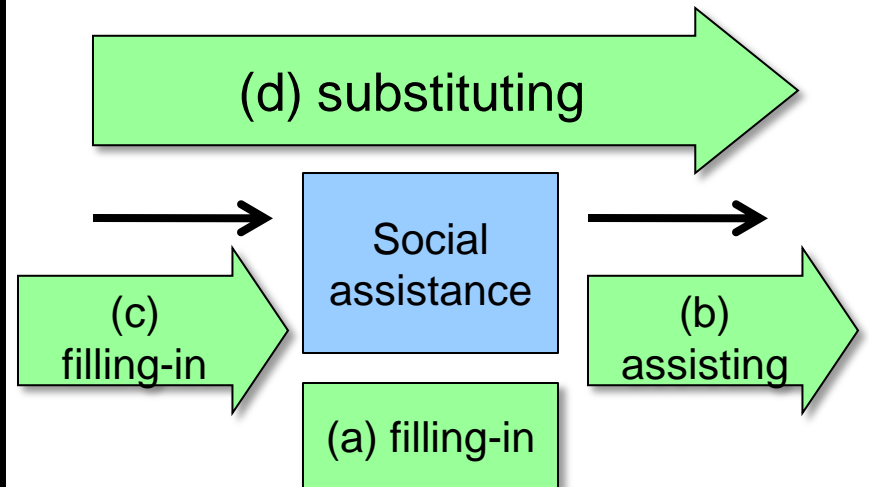 (d) substituting
Social
assistance
(c)
filling-in
(b)
assisting
(a) filling-in